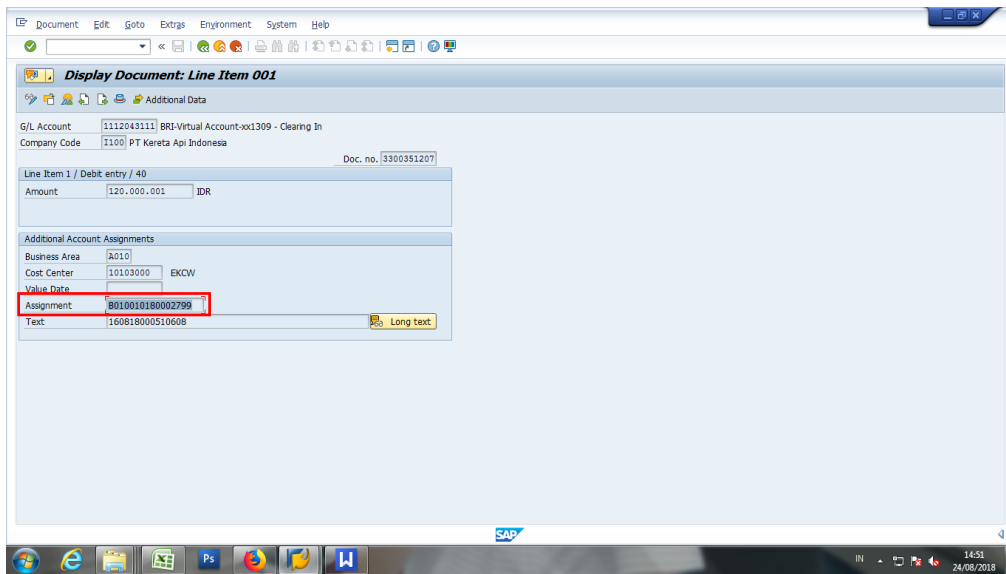 Document Edit Goto Extras Environment System Help
Display Document: Line Item 001
Additional Data
G/L Account 1112043111 BRI-Virtual Account-xx1309 - Clearing In
Company Code I100 PT Kereta Api Indonesia
Doc. no. 3300351207
Line Item 1 / Debit entry / 40
Amount 120.000.001 IDR
Additional Account Assignments
Business Area A010
Cost Center 10103000 EKCW
Value Date
Assignment B010010180002799
Text 160818000510608 Long text
SAP
Ps W IN 14:51
24/08/2018